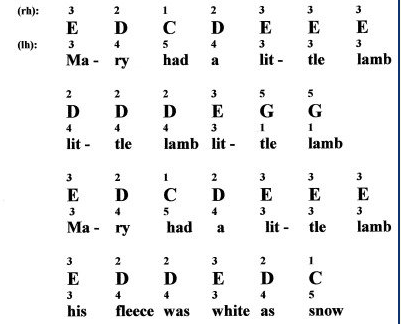 (rh): 3 2 1 2 3 3 3
E D C D E E E
(lh): 3 4 5 4 3 3 3
Ma - ry had a lit - tle lamb
2 2 2 3 5 5
D D D E G G
4 4 4 3 1 1
lit - tle lamb lit - tle lamb
3 2 1 2 3 3 3
E D C D E E E
3 4 5 4 3 3 3
Ma - ry had a lit - tle lamb
3 2 2 3 2 1
E D D E D C
3 4 4 3 4 5
his fleece was white as snow